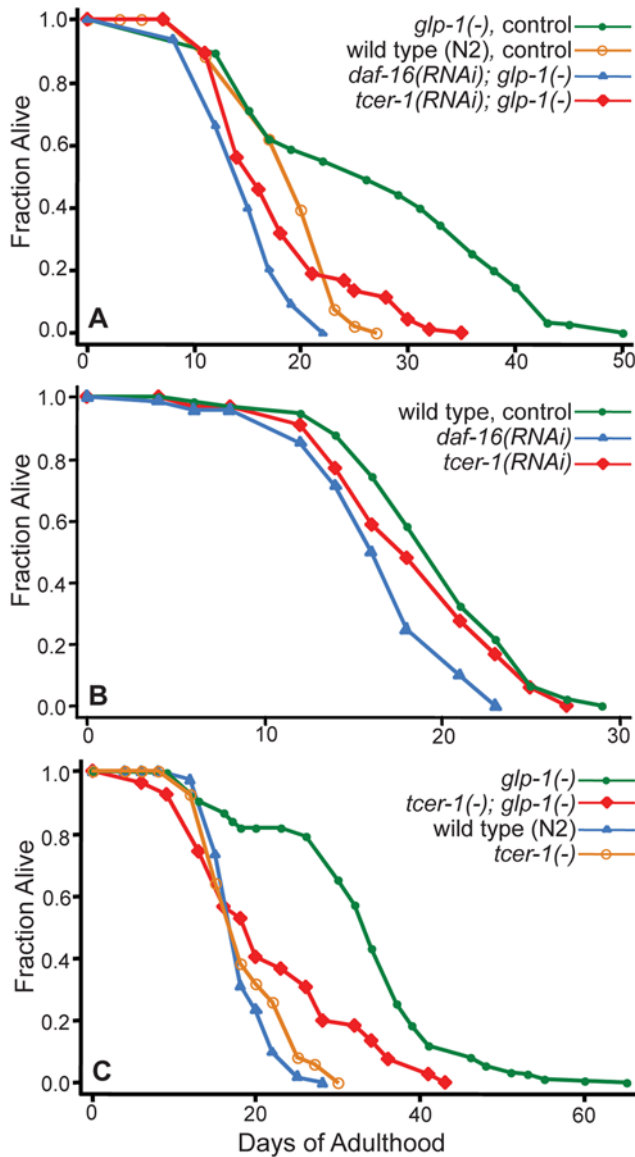 glp-1(-), control
wild type (N2), control
daf-16(RNAi); glp-1(-)
tcer-1(RNAi); glp-1(-)
Fraction Alive
1.0
0.8
0.6
0.4
0.2
0.0
A
0 10 20 30 40 50
wild type, control
daf-16(RNAi)
tcer-1(RNAi)
Fraction Alive
1.0
0.8
0.6
0.4
0.2
0.0
B
0 10 20 30
glp-1(-)
tcer-1(-); glp-1(-)
wild type (N2)
tcer-1(-)
Fraction Alive
1.0
0.8
0.6
0.4
0.2
0.0
C
0 20 40 60
Days of Adulthood